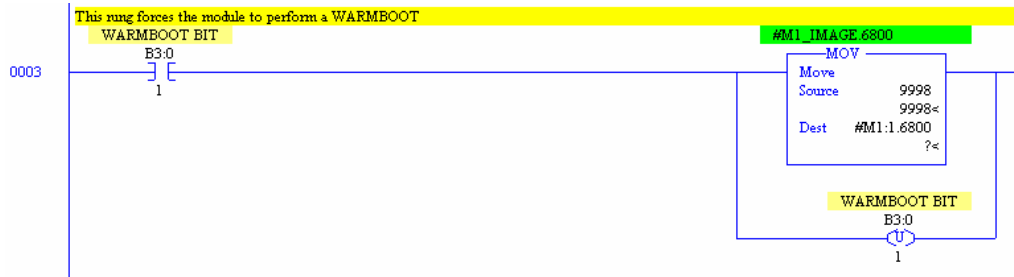 This rung forces the module to perform a WARMBOOT
WARMBOOT BIT
B3:0
0003
1
#M1_IMAGE.6800
MOV
Move
Source 9998
9998<
Dest #M1:1.6800
?<
WARMBOOT BIT
B3:0
U
1